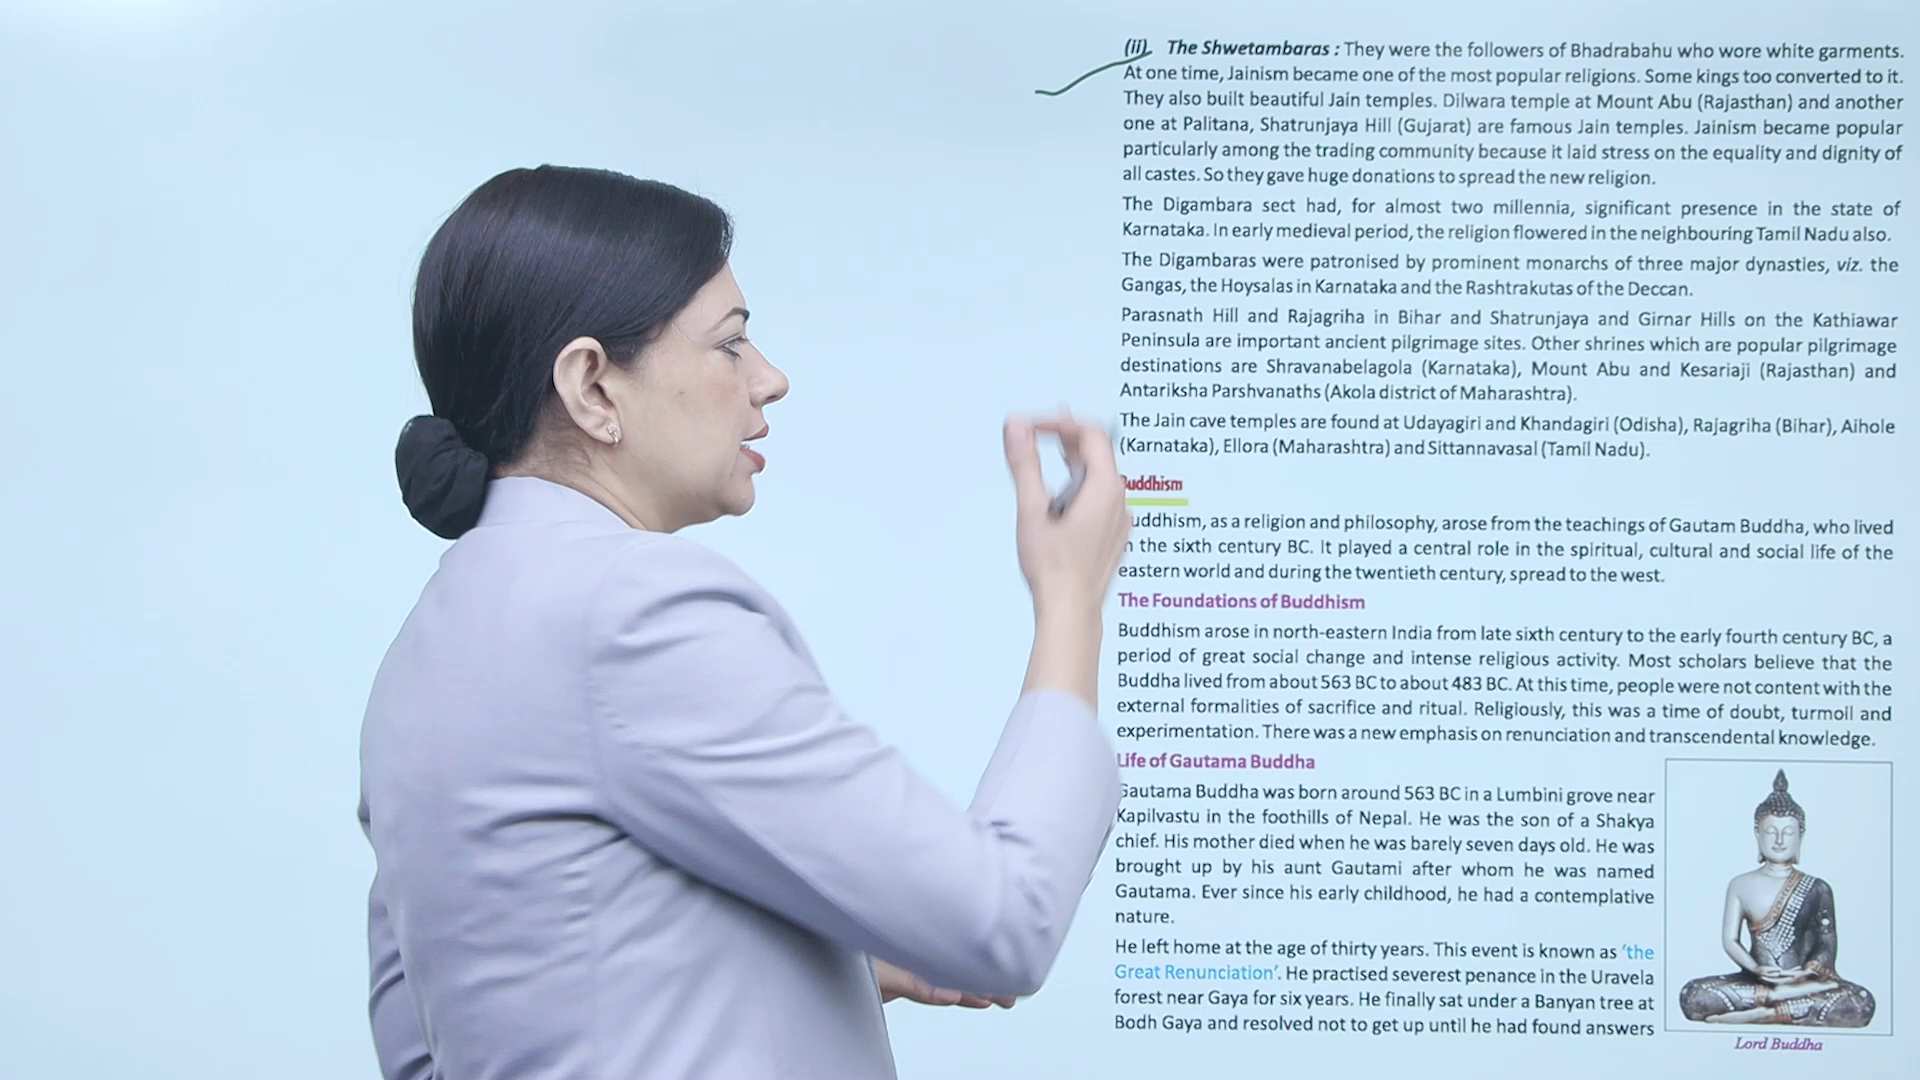 (ii) The Shwetambaras : They were the followers of Bhadrabahu who wore white garments.
At one time, Jainism became one of the most popular religions. Some kings too converted to it.
They also built beautiful Jain temples. Dilwara temple at Mount Abu (Rajasthan) and another
one at Palitana, Shatrunjaya Hill (Gujarat) are famous Jain temples. Jainism became popular
particularly among the trading community because it laid stress on the equality and dignity of
all castes. So they gave huge donations to spread the new religion.
The Digambara sect had, for almost two millennia, significant presence in the state of
Karnataka. In early medieval period, the religion flowered in the neighbouring Tamil Nadu also.
The Digambaras were patronised by prominent monarchs of three major dynasties, viz. the
Gangas, the Hoysalas in Karnataka and the Rashtrakutas of the Deccan.
Parasnath Hill and Rajagriha in Bihar and Shatrunjaya and Girnar Hills on the Kathiawar
Peninsula are important ancient pilgrimage sites. Other shrines which are popular pilgrimage
destinations are Shravanabelagola (Karnataka), Mount Abu and Kesariaji (Rajasthan) and
Antariksha Parshvanaths (Akola district of Maharashtra).
The Jain cave temples are found at Udayagiri and Khandagiri (Odisha), Rajagriha (Bihar), Aihole
(Karnataka), Ellora (Maharashtra) and Sittannavasal (Tamil Nadu).
Buddhism
uddhism, as a religion and philosophy, arose from the teachings of Gautam Buddha, who lived
n the sixth century BC. It played a central role in the spiritual, cultural and social life of the
eastern world and during the twentieth century, spread to the west.
The Foundations of Buddhism
Buddhism arose in north-eastern India from late sixth century to the early fourth century BC, a
period of great social change and intense religious activity. Most scholars believe that the
Buddha lived from about 563 BC to about 483 BC. At this time, people were not content with the
external formalities of sacrifice and ritual. Religiously, this was a time of doubt, turmoil and
experimentation. There was a new emphasis on renunciation and transcendental knowledge.
Life of Gautama Buddha
Gautama Buddha was born around 563 BC in a Lumbini grove near
Kapilvastu in the foothills of Nepal. He was the son of a Shakya
chief. His mother died when he was barely seven days old. He was
brought up by his aunt Gautami after whom he was named
Gautama. Ever since his early childhood, he had a contemplative
nature.
He left home at the age of thirty years. This event is known as 'the
Great Renunciation'. He practised severest penance in the Uravela
forest near Gaya for six years. He finally sat under a Banyan tree at
Bodh Gaya and resolved not to get up until he had found answers
Lord Buddha